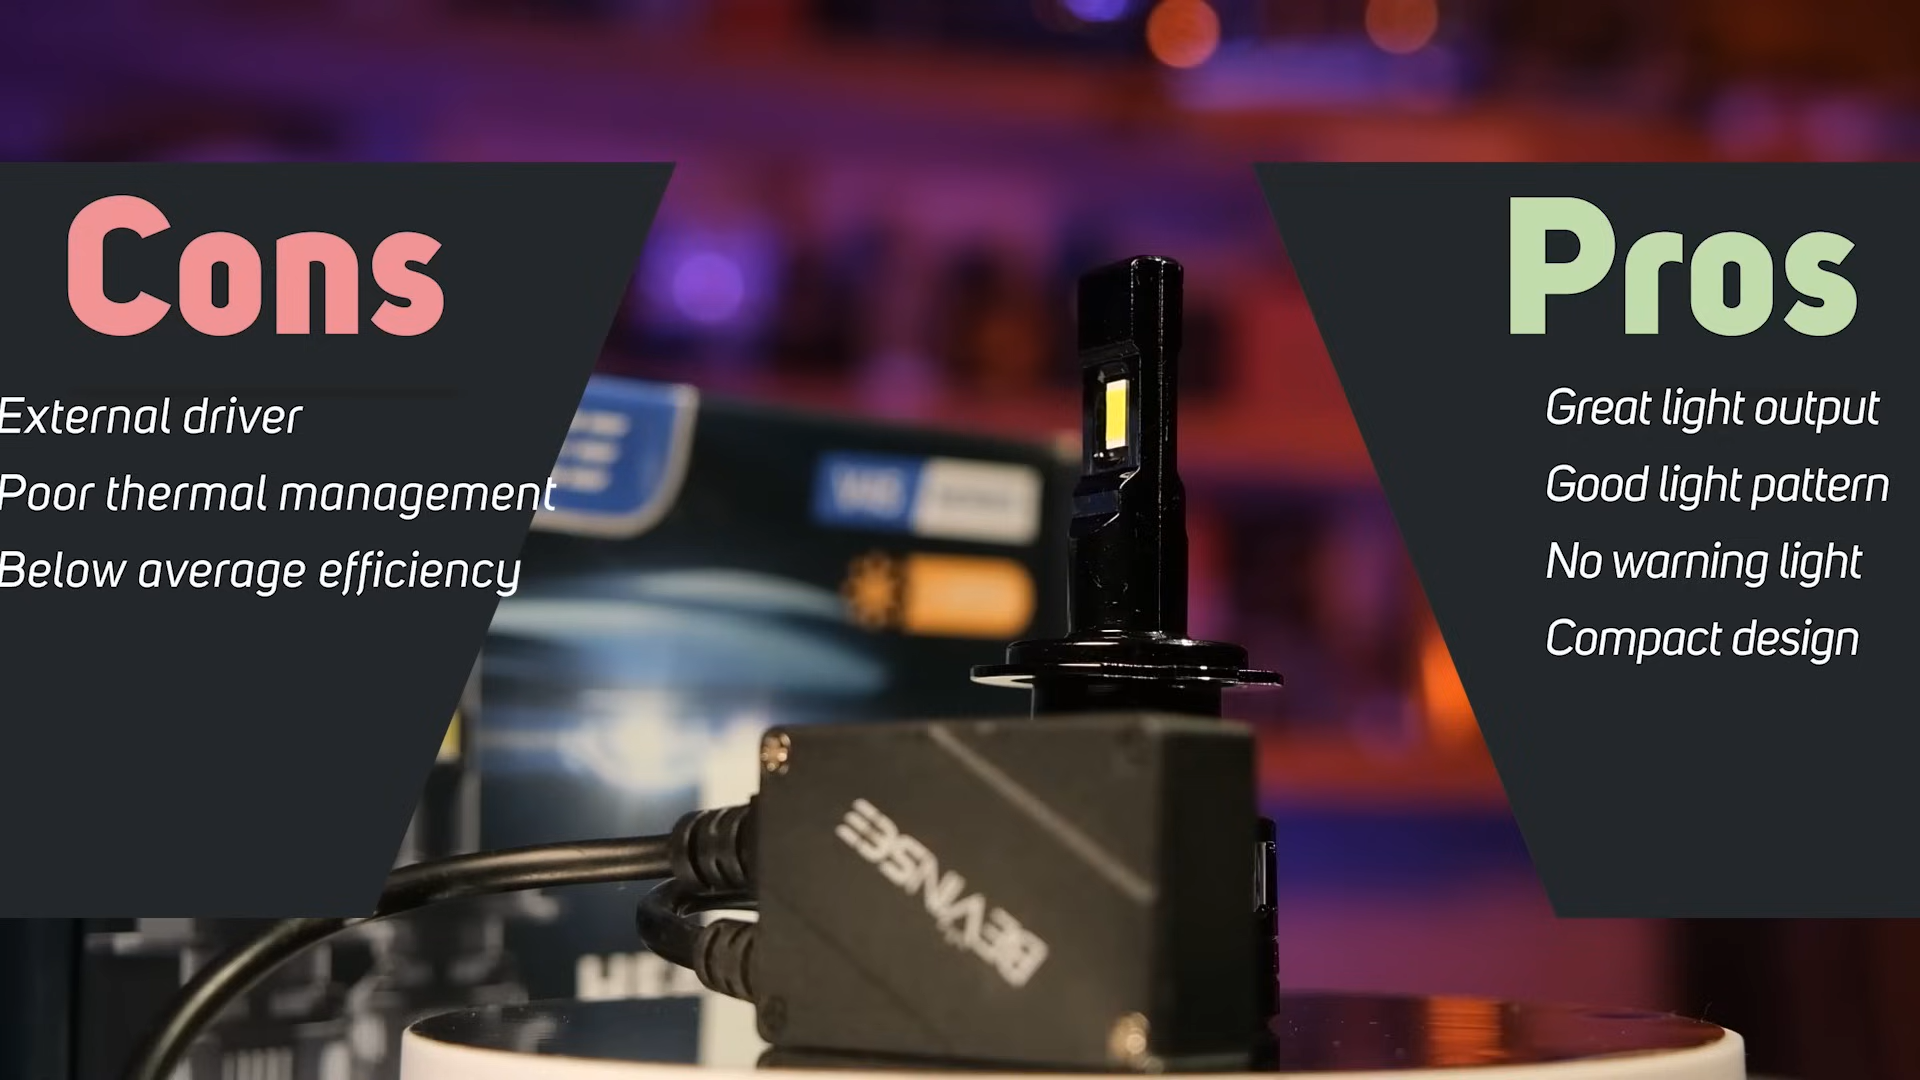 Cons
External driver
Poor thermal management
Below average efficiency
Pros
Great light output
Good light pattern
No warning light
Compact design
BEVINSEE